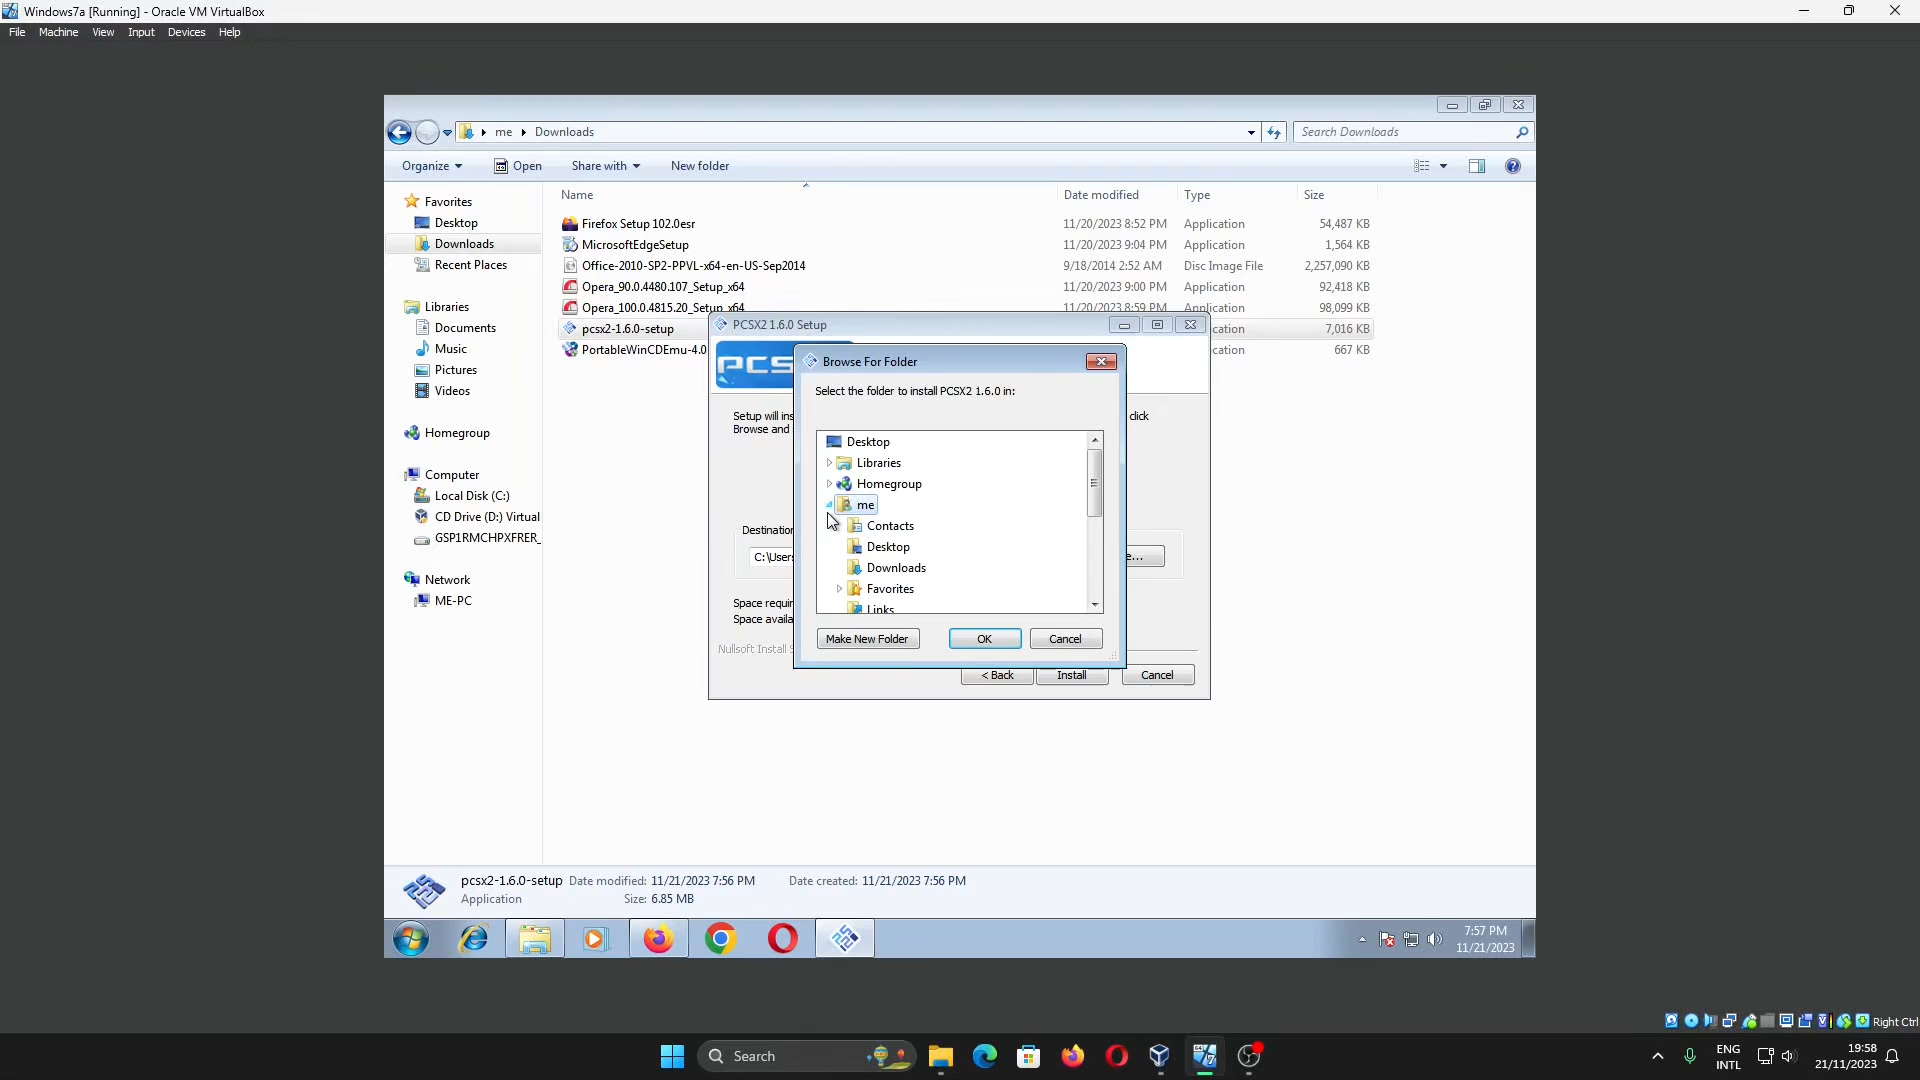 Windows7a [Running] - Oracle VM VirtualBox
File Machine View Input Devices Help
me Downloads
Search Downloads
Organize Open Share with New folder
Name Date modified Type Size
Favorites
Desktop
Downloads
Recent Places
Libraries
Documents
Music
Pictures
Videos
Homegroup
Computer
Local Disk (C:)
CD Drive (D:) Virtual
GSP1RMCHPXFRER_
Network
ME-PC
Firefox Setup 102.0esr 11/20/2023 8:52 PM Application 54,487 KB
MicrosoftEdgeSetup 11/20/2023 9:04 PM Application 1,564 KB
Office-2010-SP2-PPVL-x64-en-US-Sep2014 9/18/2014 2:52 AM Disc Image File 2,257,090 KB
Opera_90.0.4480.107_Setup_x64 11/20/2023 9:00 PM Application 92,418 KB
Opera_100.0.4815.20_Setup_x64 11/20/2023 8:59 PM Application 98,099 KB
pcsx2-1.6.0-setup 7,016 KB
PortableWinCDEmu-4.0 667 KB
PCSX2 1.6.0 Setup
PCS
Setup will ins click
Browse and
Destination
C:\Users e...
Space requir
Space availa
Nullsoft Install S
< Back Install Cancel
Browse For Folder
Select the folder to install PCSX2 1.6.0 in:
Desktop
Libraries
Homegroup
me
Contacts
Desktop
Downloads
Favorites
Links
Make New Folder OK Cancel
pcsx2-1.6.0-setup Date modified: 11/21/2023 7:56 PM Date created: 11/21/2023 7:56 PM
Application Size: 6.85 MB
7:57 PM
11/21/2023
Right Ctrl
Search
ENG
INTL
19:58
21/11/2023